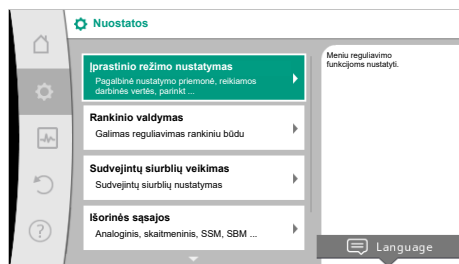 Nuostatos
Įprastinio režimo nustatymas
Pagalbinė nustatymo priemonė, reikiamos
darbinės vertės, parinkt ...
Rankinio valdymas
Galimas reguliavimas rankiniu būdu
Sudvejintų siurblių veikimas
Sudvejintų siurblių nustatymas
Išorinės sąsajos
Analoginis, skaitmeninis, SSM, SBM ...
Meniu reguliavimo
funkcijoms nustatyti.
Language